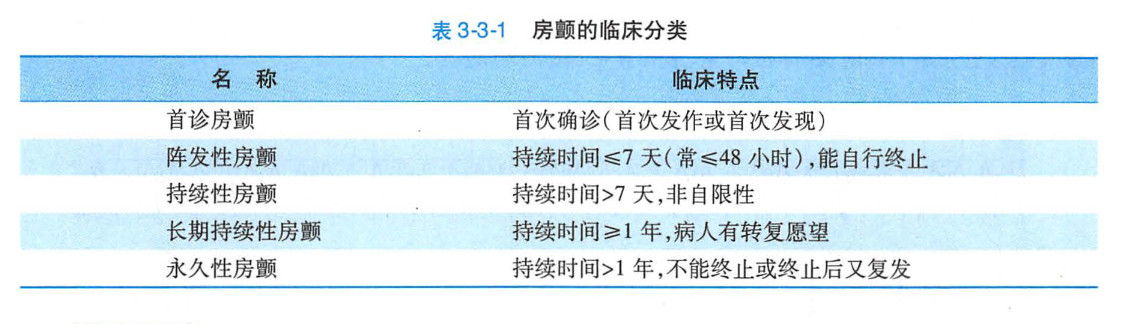 表 3-3-1 房颤的临床分类
名 称 临床特点
首诊房颤 首次确诊(首次发作或首次发现)
阵发性房颤 持续时间≤7 天(常≤48 小时),能自行终止
持续性房颤 持续时间>7 天,非自限性
长期持续性房颤 持续时间≥1 年,病人有转复愿望
永久性房颤 持续时间>1 年,不能终止或终止后又复发